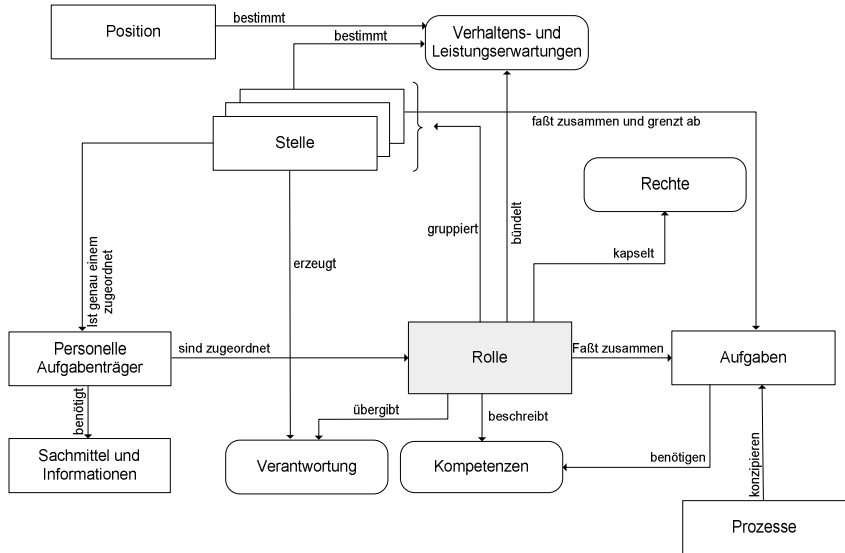 Position
bestimmt
Verhaltens- und
Leistungserwartungen
bestimmt
Stelle
faßt zusammen und grenzt ab
Rechte
gruppiert
bündelt
kapselt
erzeugt
Ist genau einem
zugeordnet
Personelle
Aufgabenträger
sind zugeordnet
Rolle
Faßt zusammen
Aufgaben
benötigt
übergibt
beschreibt
Sachmittel und
Informationen
Verantwortung
Kompetenzen
benötigen
konzipieren
Prozesse